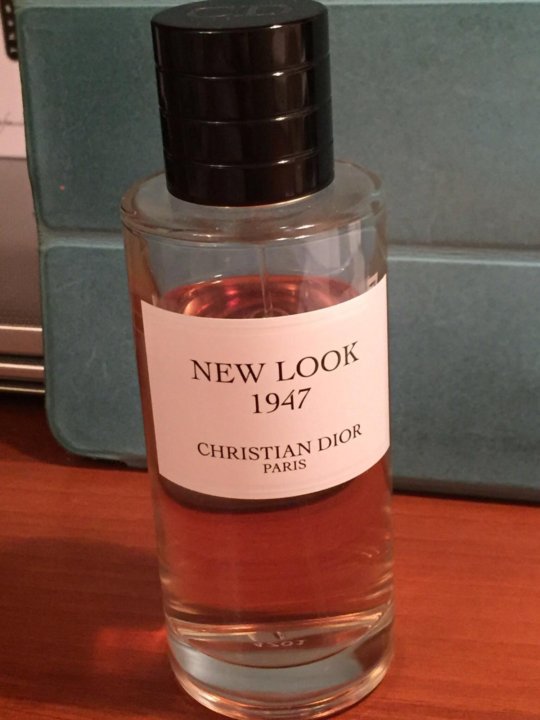 NEW LOOK
1947
CHRISTIAN DIOR
PARIS